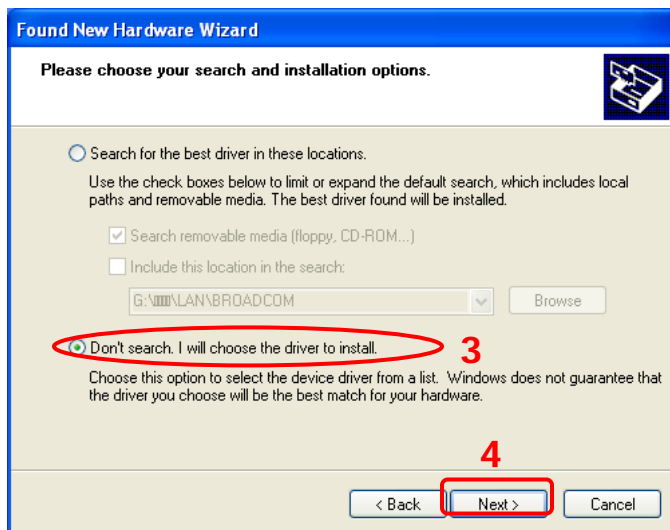 Found New Hardware Wizard
Please choose your search and installation options.
Search for the best driver in these locations.
Use the check boxes below to limit or expand the default search, which includes local
paths and removable media. The best driver found will be installed.
Search removable media (floppy, CD-ROM...)
Include this location in the search:
G:\\LAN\BROADCOM
Browse
Don't search. I will choose the driver to install.
3
Choose this option to select the device driver from a list. Windows does not guarantee that
the driver you choose will be the best match for your hardware.
4
< Back
Next >
Cancel